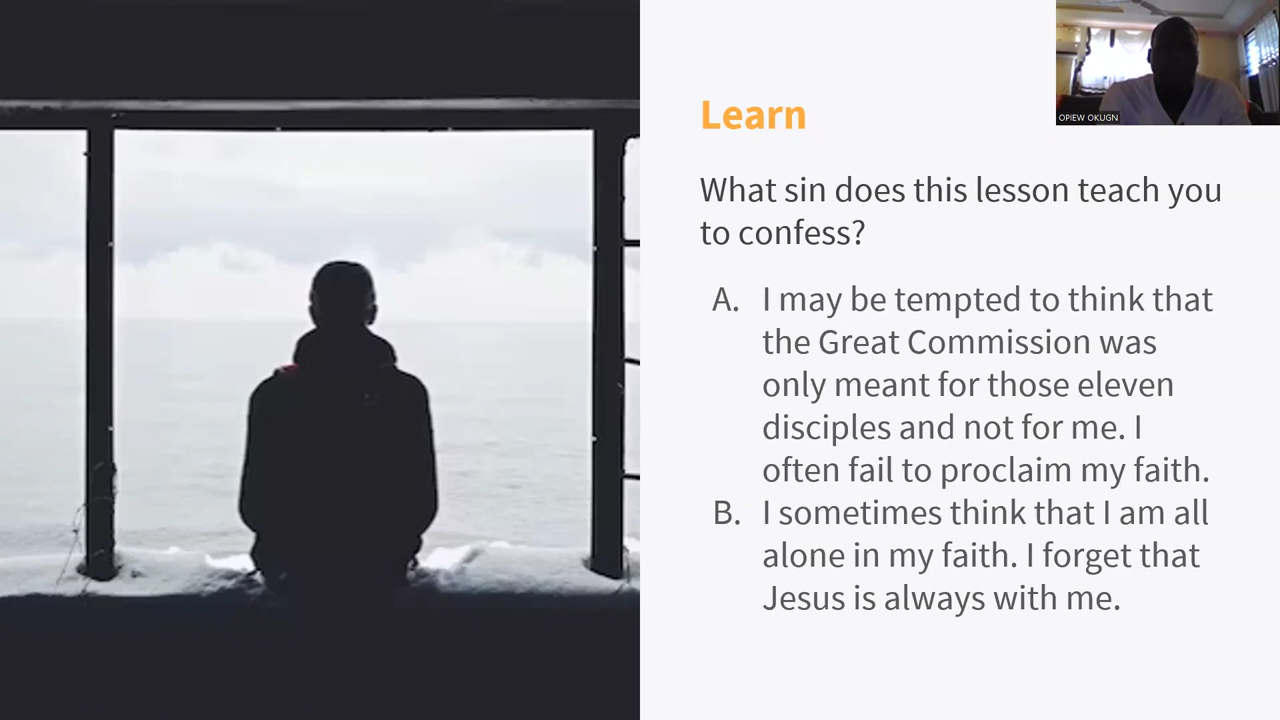 Learn
OPIEW OKUGN
What sin does this lesson teach you
to confess?
A. I may be tempted to think that
the Great Commission was
only meant for those eleven
disciples and not for me. I
often fail to proclaim my faith.
B. I sometimes think that I am all
alone in my faith. I forget that
Jesus is always with me.